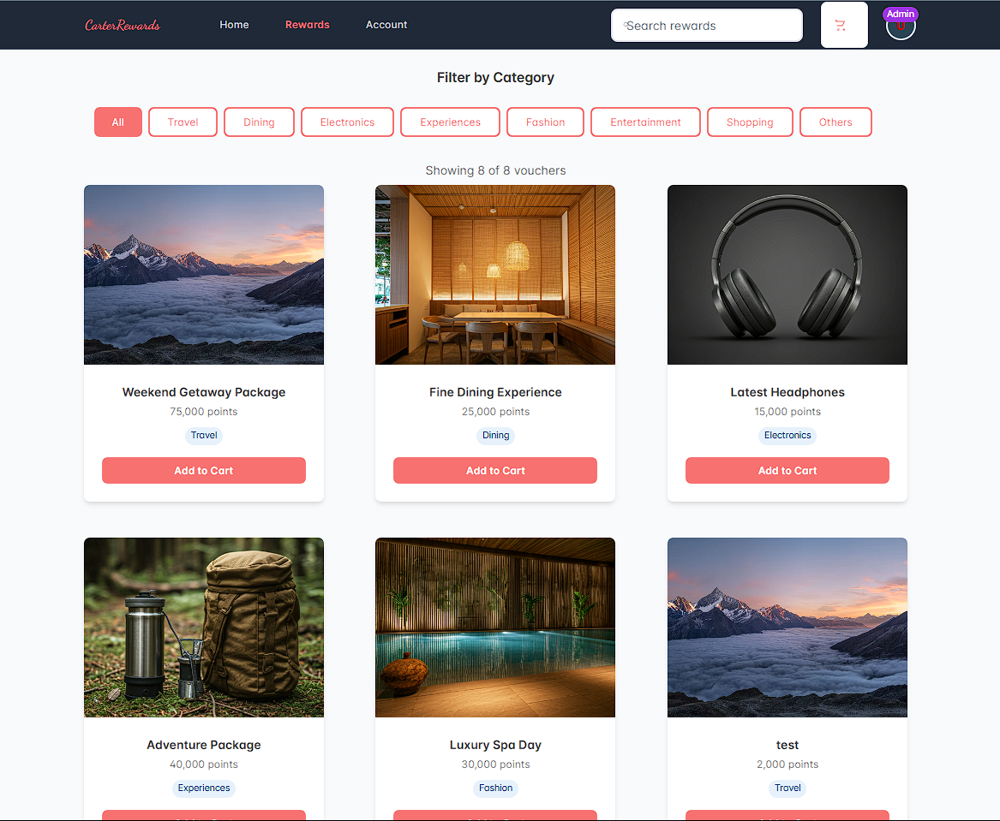 CarterRewards
Home
Rewards
Account
Search rewards
Admin
U
Filter by Category
All
Travel
Dining
Electronics
Experiences
Fashion
Entertainment
Shopping
Others
Showing 8 of 8 vouchers
Weekend Getaway Package
75,000 points
Travel
Add to Cart
Fine Dining Experience
25,000 points
Dining
Add to Cart
Latest Headphones
15,000 points
Electronics
Add to Cart
Adventure Package
40,000 points
Experiences
Luxury Spa Day
30,000 points
Fashion
test
2,000 points
Travel